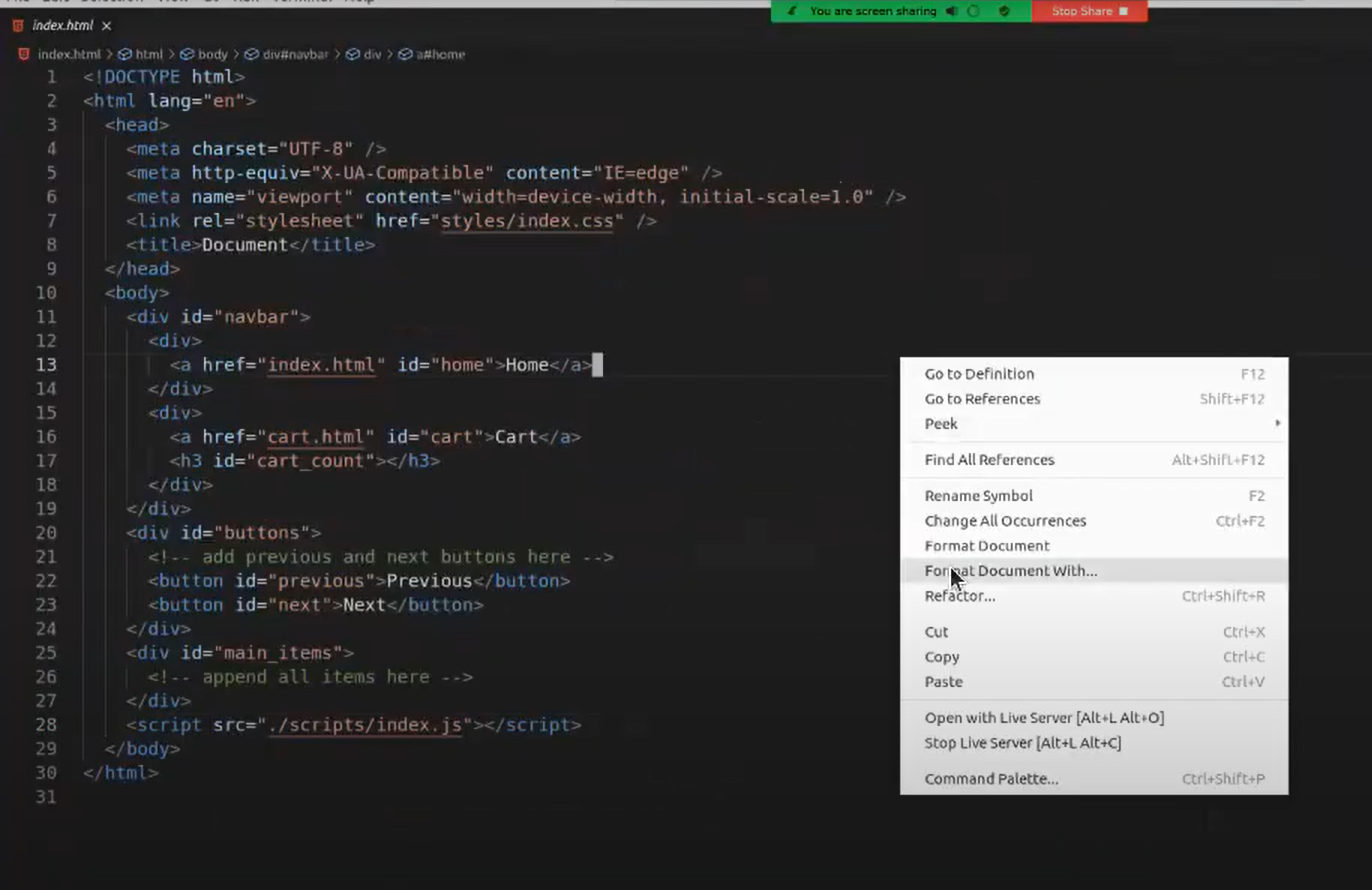 You are screen sharing
Stop Share
index.html
index.html > html > body > div#navbar > div > a#home
1 <!DOCTYPE html>
2 <html lang="en">
3 <head>
4 <meta charset="UTF-8" />
5 <meta http-equiv="X-UA-Compatible" content="IE=edge" />
6 <meta name="viewport" content="width=device-width, initial-scale=1.0" />
7 <link rel="stylesheet" href="styles/index.css" />
8 <title>Document</title>
9 </head>
10 <body>
11 <div id="navbar">
12 <div>
13 <a href="index.html" id="home">Home</a>
14 </div>
15 <div>
16 <a href="cart.html" id="cart">Cart</a>
17 <h3 id="cart_count"></h3>
18 </div>
19 </div>
20 <div id="buttons">
21 <!-- add previous and next buttons here -->
22 <button id="previous">Previous</button>
23 <button id="next">Next</button>
24 </div>
25 <div id="main_items">
26 <!-- append all items here -->
27 </div>
28 <script src="./scripts/index.js"></script>
29 </body>
30 </html>
31
Go to Definition F12
Go to References Shift+F12
Peek
Find All References Alt+Shift+F12
Rename Symbol F2
Change All Occurrences Ctrl+F2
Format Document
Format Document With...
Refactor... Ctrl+Shift+R
Cut Ctrl+X
Copy Ctrl+C
Paste Ctrl+V
Open with Live Server [Alt+L Alt+O]
Stop Live Server [Alt+L Alt+C]
Command Palette... Ctrl+Shift+P